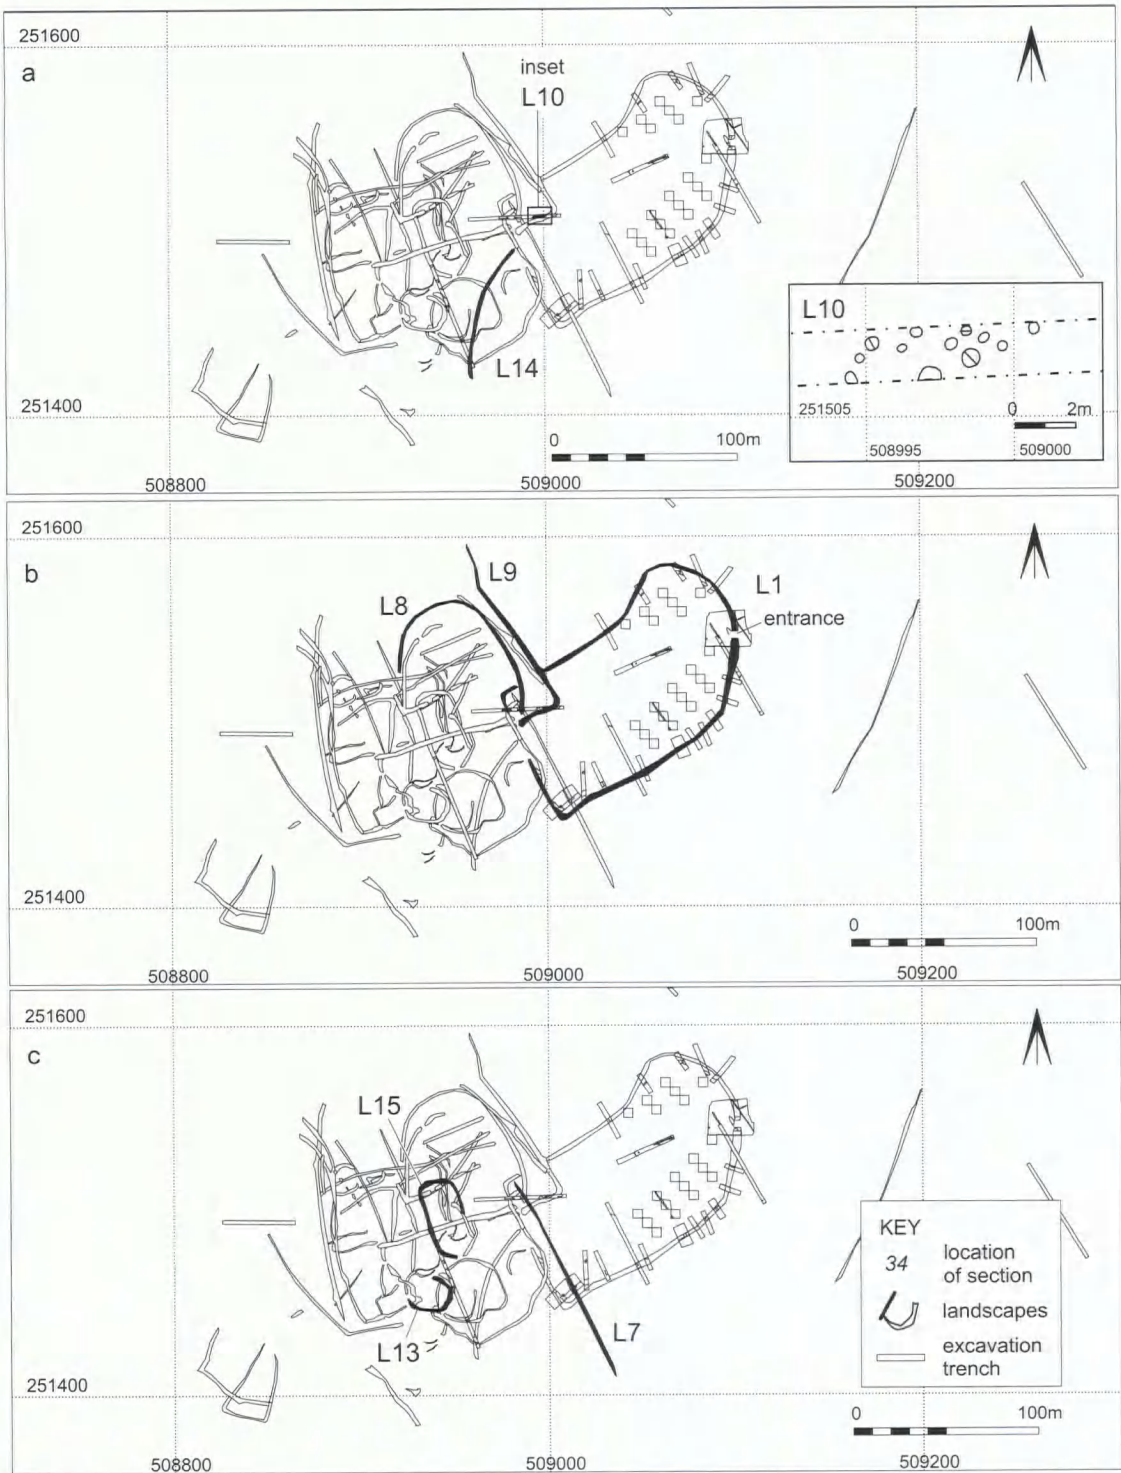 251600
a
inset
L10
L14
L10
251505
0
2m
508995
509000
251400
0
100m
508800
509000
509200
251600
b
L9
L8
L1
entrance
251400
0
100m
508800
509000
509200
251600
c
L15
L13
L7
KEY
34
location
of section
landscapes
excavation
trench
251400
0
100m
508800
509000
509200